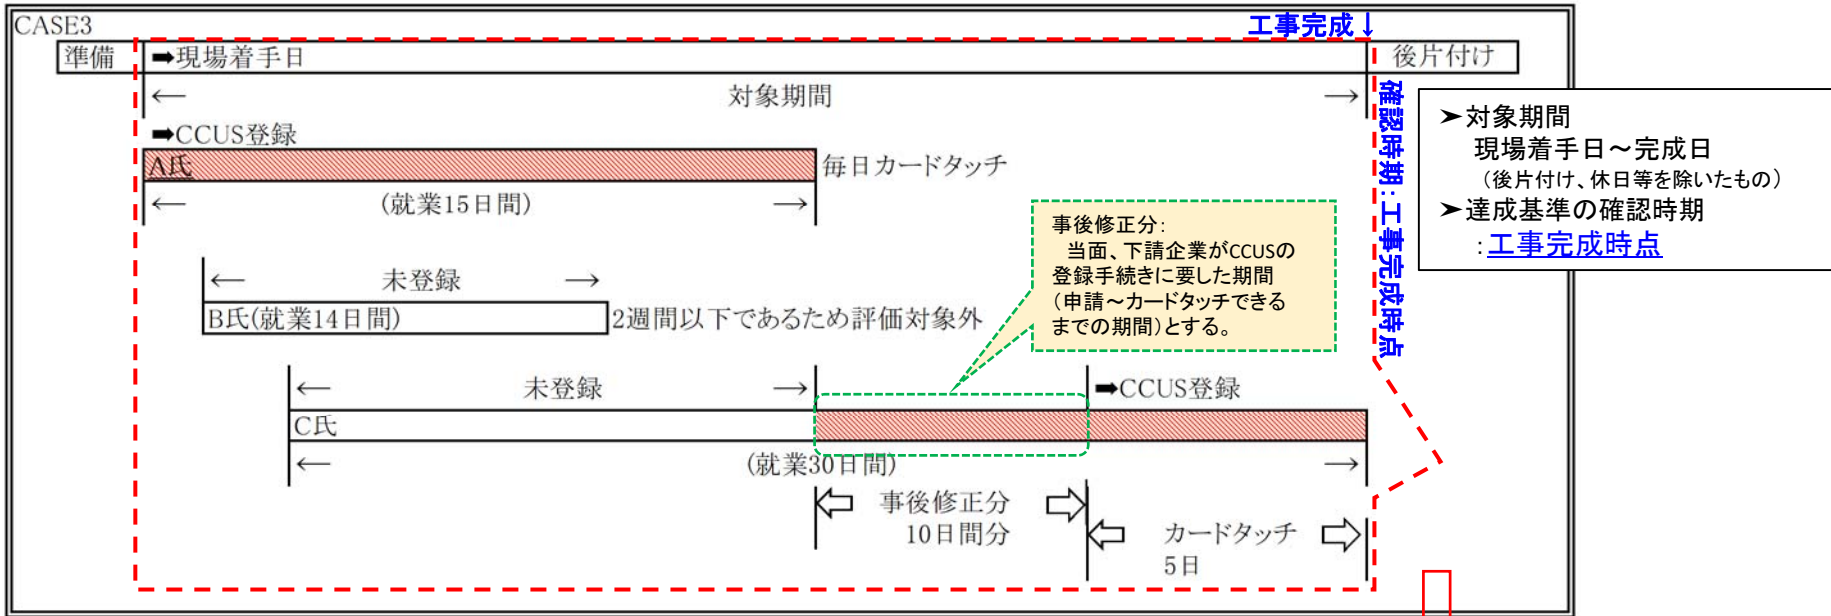 CASE3
工事完成↓
準備
➡現場着手日
後片付け
← 対象期間 →
➡CCUS登録
A氏
毎日カードタッチ
← (就業15日間) →
← 未登録 →
B氏(就業14日間)
2週間以下であるため評価対象外
事後修正分:
当面、下請企業がCCUSの
登録手続きに要した期間
(申請～カードタッチできる
までの期間)とする。
← 未登録 →
➡CCUS登録
C氏
← (就業30日間) →
⇦ 事後修正分 ⇨
10日間分
⇦ カードタッチ ⇨
5日
確認時期:工事完成時点
➤対象期間
現場着手日～完成日
(後片付け、休日等を除いたもの)
➤達成基準の確認時期
:工事完成時点